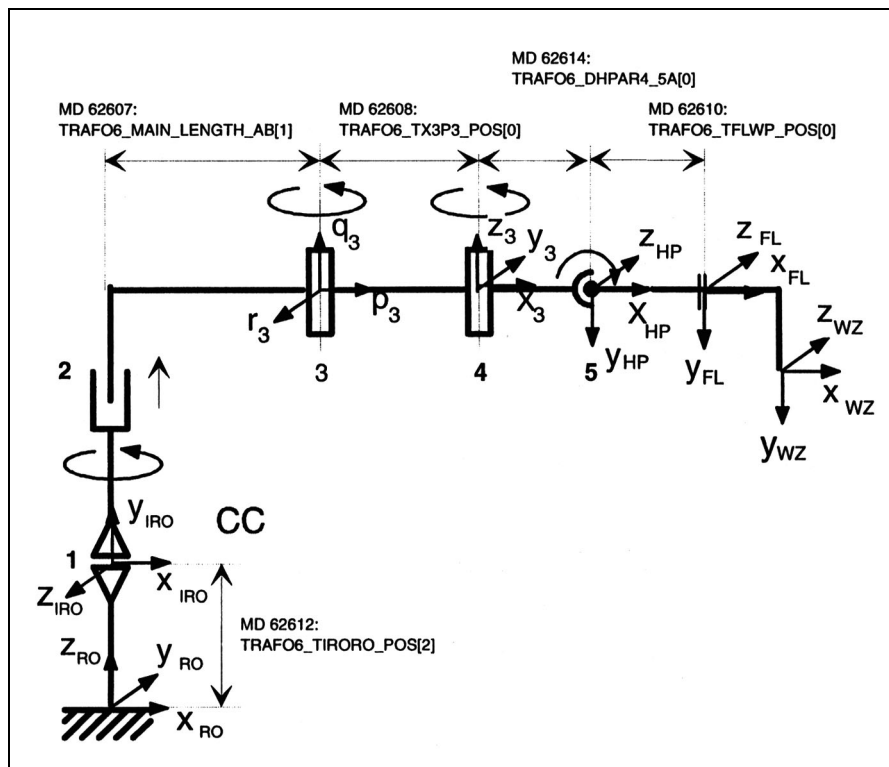 MD 62614:
TRAFO6_DHPAR4_5A[0]
MD 62607:
TRAFO6_MAIN_LENGTH_AB[1]
MD 62608:
TRAFO6_TX3P3_POS[0]
MD 62610:
TRAFO6_TFLWP_POS[0]
q3
z3
y3
zHP
zFL
xFL
r3
p3
x3
xHP
zWZ
2
3
4
5
yHP
yFL
xWZ
yWZ
yIRO
CC
1
xIRO
zIRO
MD 62612:
TRAFO6_TIRORO_POS[2]
zRO
yRO
xRO